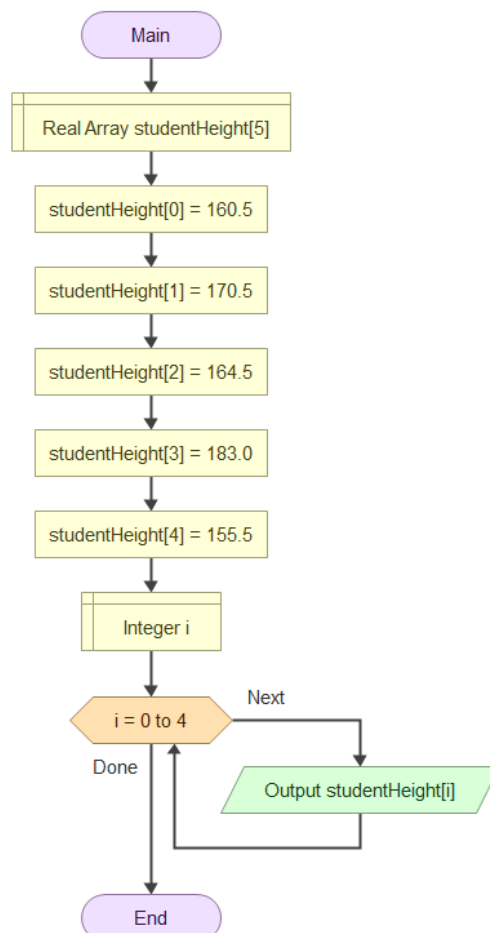 Main
Real Array studentHeight[5]
studentHeight[0] = 160.5
studentHeight[1] = 170.5
studentHeight[2] = 164.5
studentHeight[3] = 183.0
studentHeight[4] = 155.5
Integer i
i = 0 to 4
Next
Done
Output studentHeight[i]
End